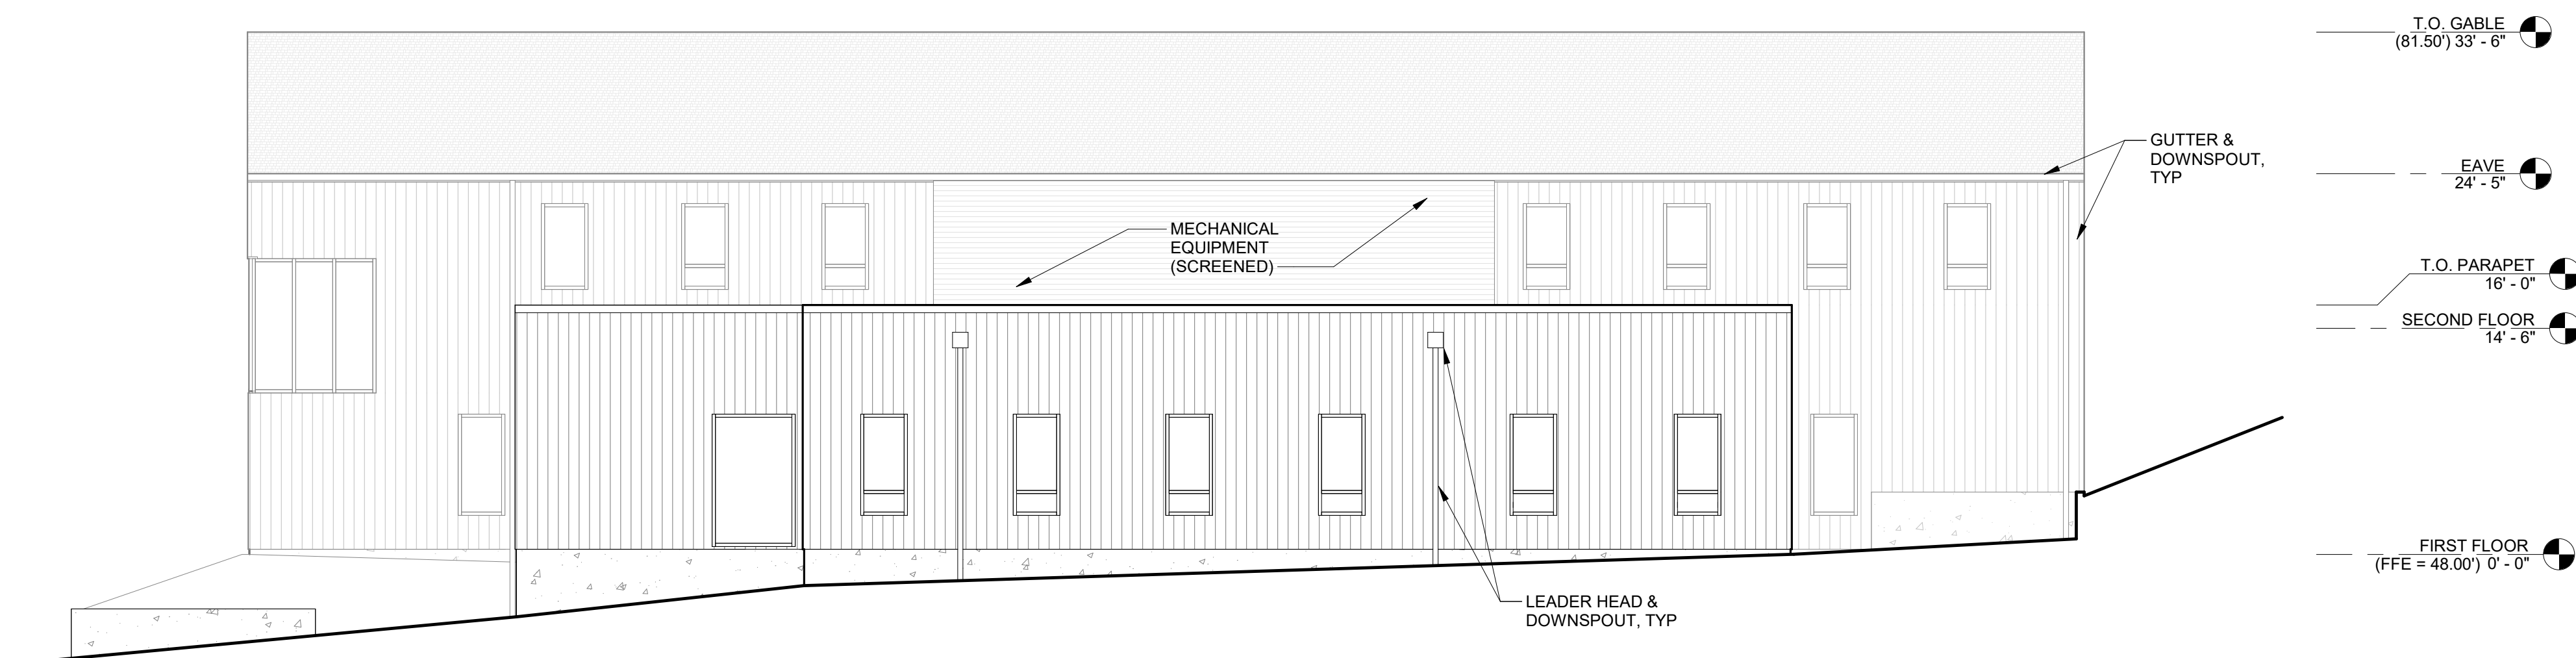 T.O. GABLE
(81.50') 33' - 6"
GUTTER &
DOWNSPOUT,
TYP
EAVE
24' - 5"
MECHANICAL
EQUIPMENT
(SCREENED)
T.O. PARAPET
16' - 0"
SECOND FLOOR
14' - 6"
FIRST FLOOR
(FFE = 48.00') 0' - 0"
LEADER HEAD &
DOWNSPOUT, TYP